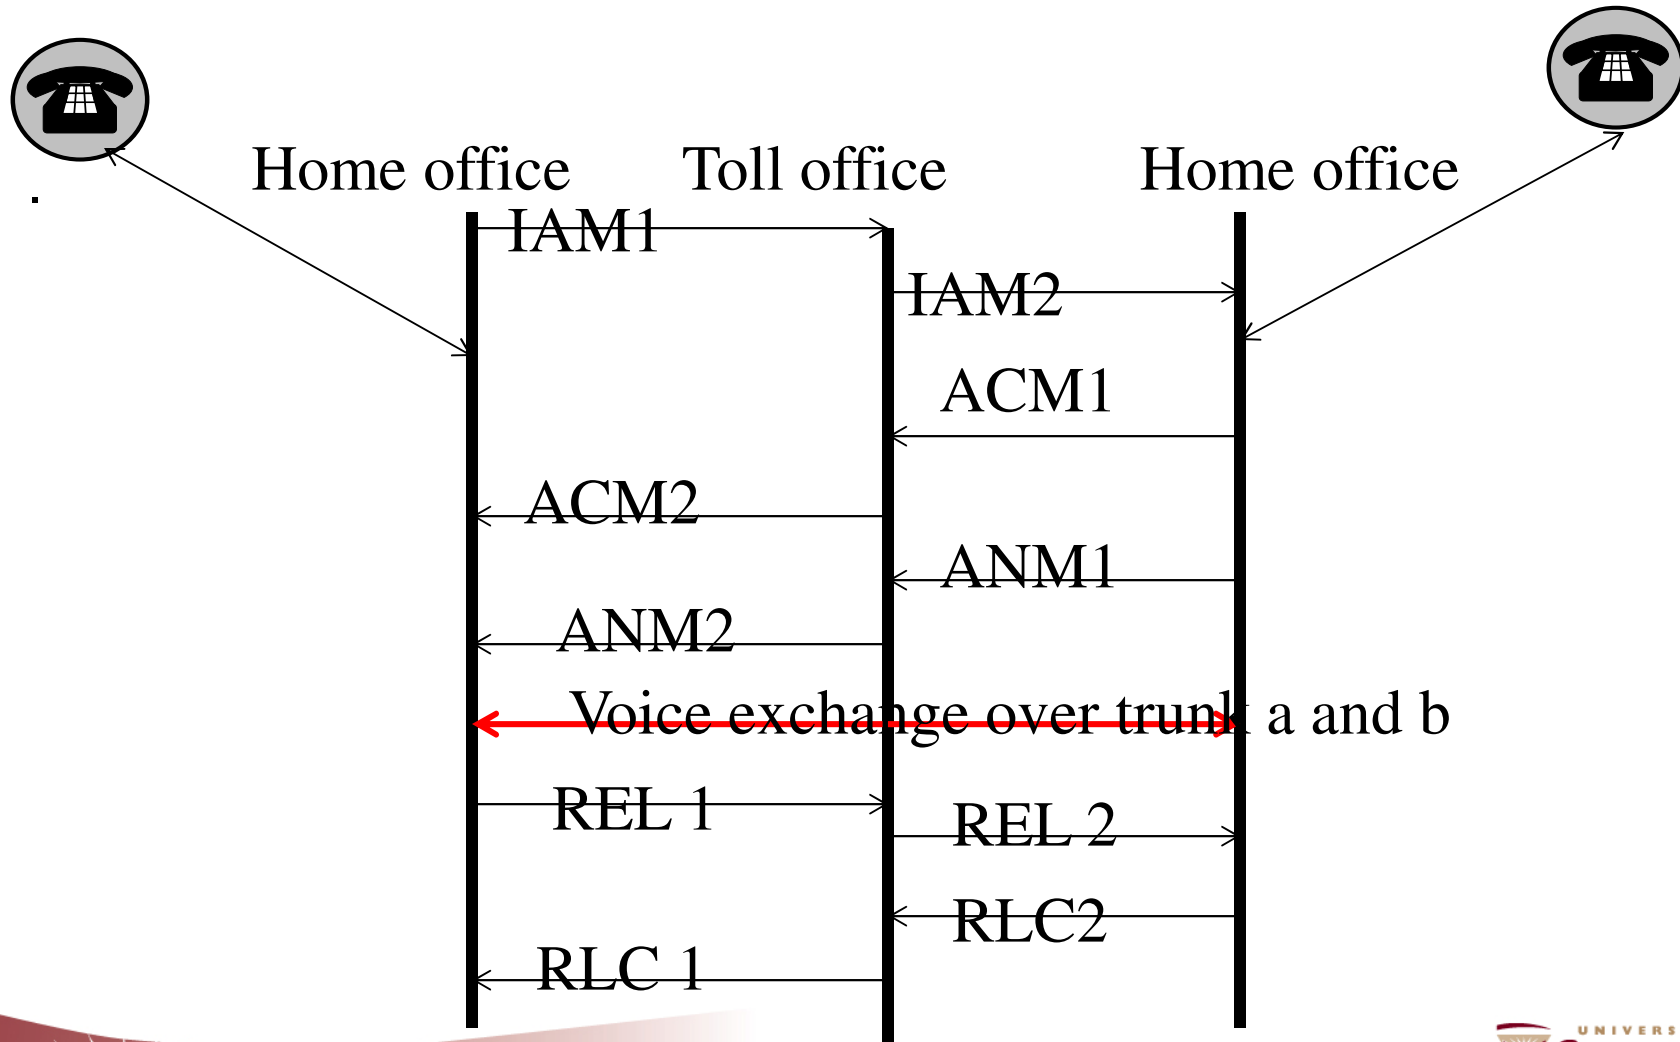 Home office Toll office Home office
IAM1
IAM2
ACM1
ACM2
ANM1
ANM2
Voice exchange over trunk a and b
REL 1
REL 2
RLC2
RLC 1